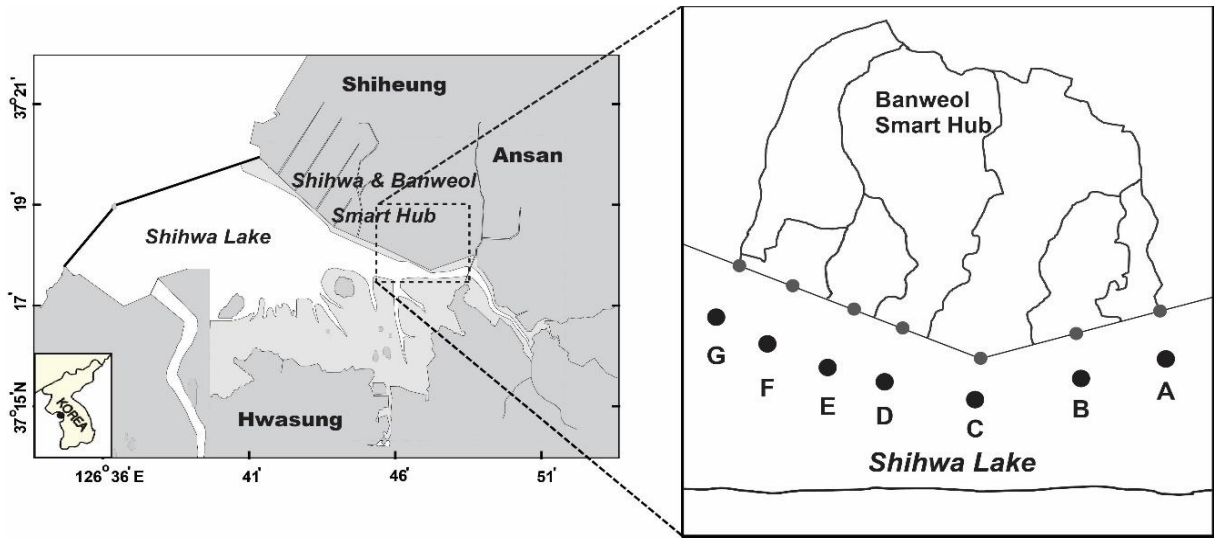 Shiheung
Ansan
Shihwa & Banweol
Smart Hub
Shihwa Lake
Hwasung
KOREA
37°21'
19'
17'
37°15'N
126°36'E
41'
46'
51'
Banweol
Smart Hub
G
F
E
D
C
B
A
Shihwa Lake